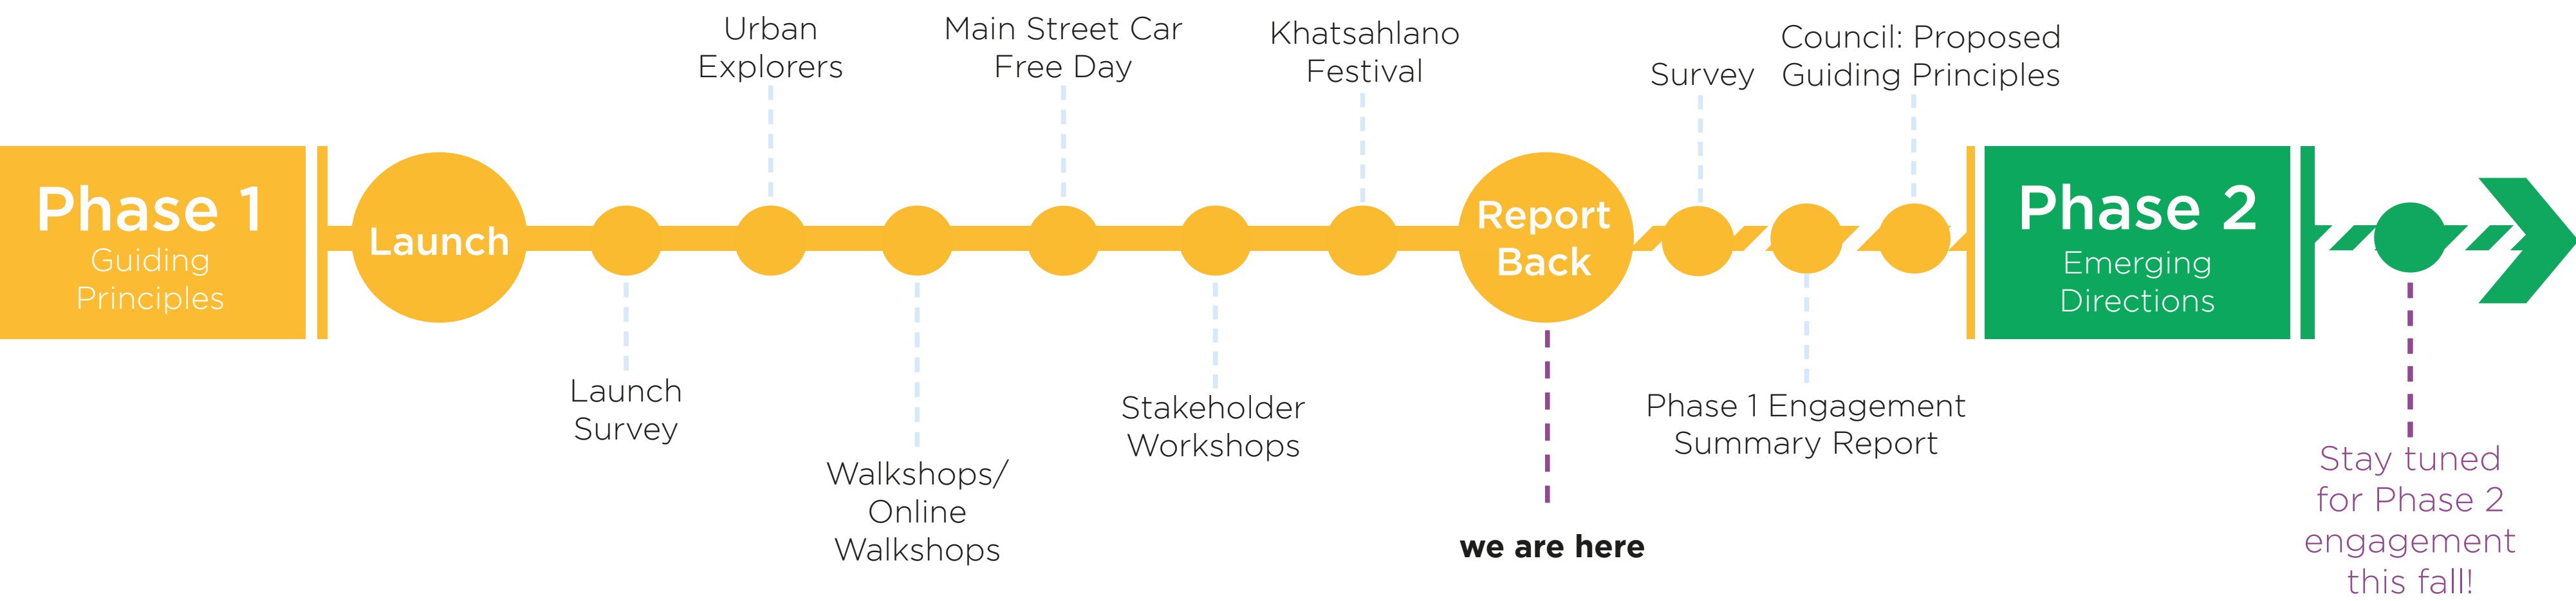 Phase 1
Guiding
Principles
Launch
Launch
Survey
Urban
Explorers
Walkshops/
Online
Walkshops
Main Street Car
Free Day
Stakeholder
Workshops
Khatsahlano
Festival
Report
Back
we are here
Survey
Phase 1 Engagement
Summary Report
Council: Proposed
Guiding Principles
Phase 2
Emerging
Directions
Stay tuned
for Phase 2
engagement
this fall!